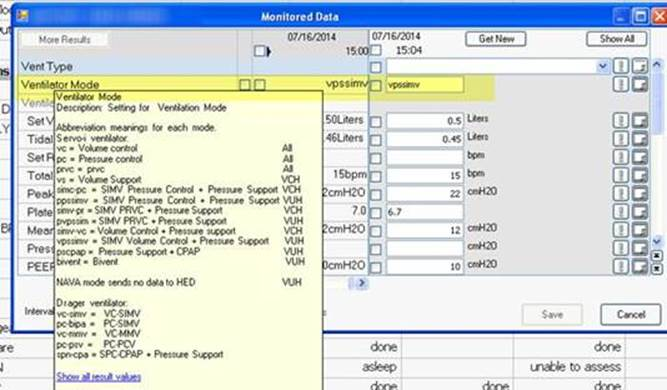 Monitored Data
More Results
07/16/2014
07/16/2014
Get New
Show All
15:00
15:04
Vent Type
Ventilator Mode
vpssimv
vpssimv
Ventilator Mode
Description: Setting for Ventilation Mode
Abbreviation meanings for each mode.
Servo-i ventilator:
vc = Volume control All
pc = Pressure control All
prvc = prvc All
vs = Volume Support VCH
simc-pc = SIMV Pressure Control + Pressure Support VCH
ppssimv = SIMV Pressure Control + Pressure Support VUH
simv-pr = SIMV PRVC + Pressure Support VCH
pvpssim = SIMV PRVC + Pressure Support VUH
simv-vc = Volume Control + Pressure Support VCH
vpssimv = SIMV Volume Control + Pressure Support VUH
pscpap = Pressure Support + CPAP VUH
bivent = Bivent VUH
NAVA mode sends no data to HED VUH
Drager ventilator:
vc-simv = VC-SIMV
pc-bipa = PC-SIMV
vc-mmv = VC-MMV
pc-psv = PC-PCV
spn-cpa = SPC-CPAP + Pressure Support
Show all result values
Set V
.50Liters
0.5 Liters
Tidal
.46Liters
0.45 Liters
Set R
bpm
Total
15bpm
15 bpm
Peak
2cmH2O
22 cmH2O
Plate
7.0
6.7
Mean
2cmH2O
12 cmH2O
Press
cmH2O
PEEP
0cmH2O
10 cmH2O
Interva
Save
Cancel
done
done
asleep
unable to assess
done
done